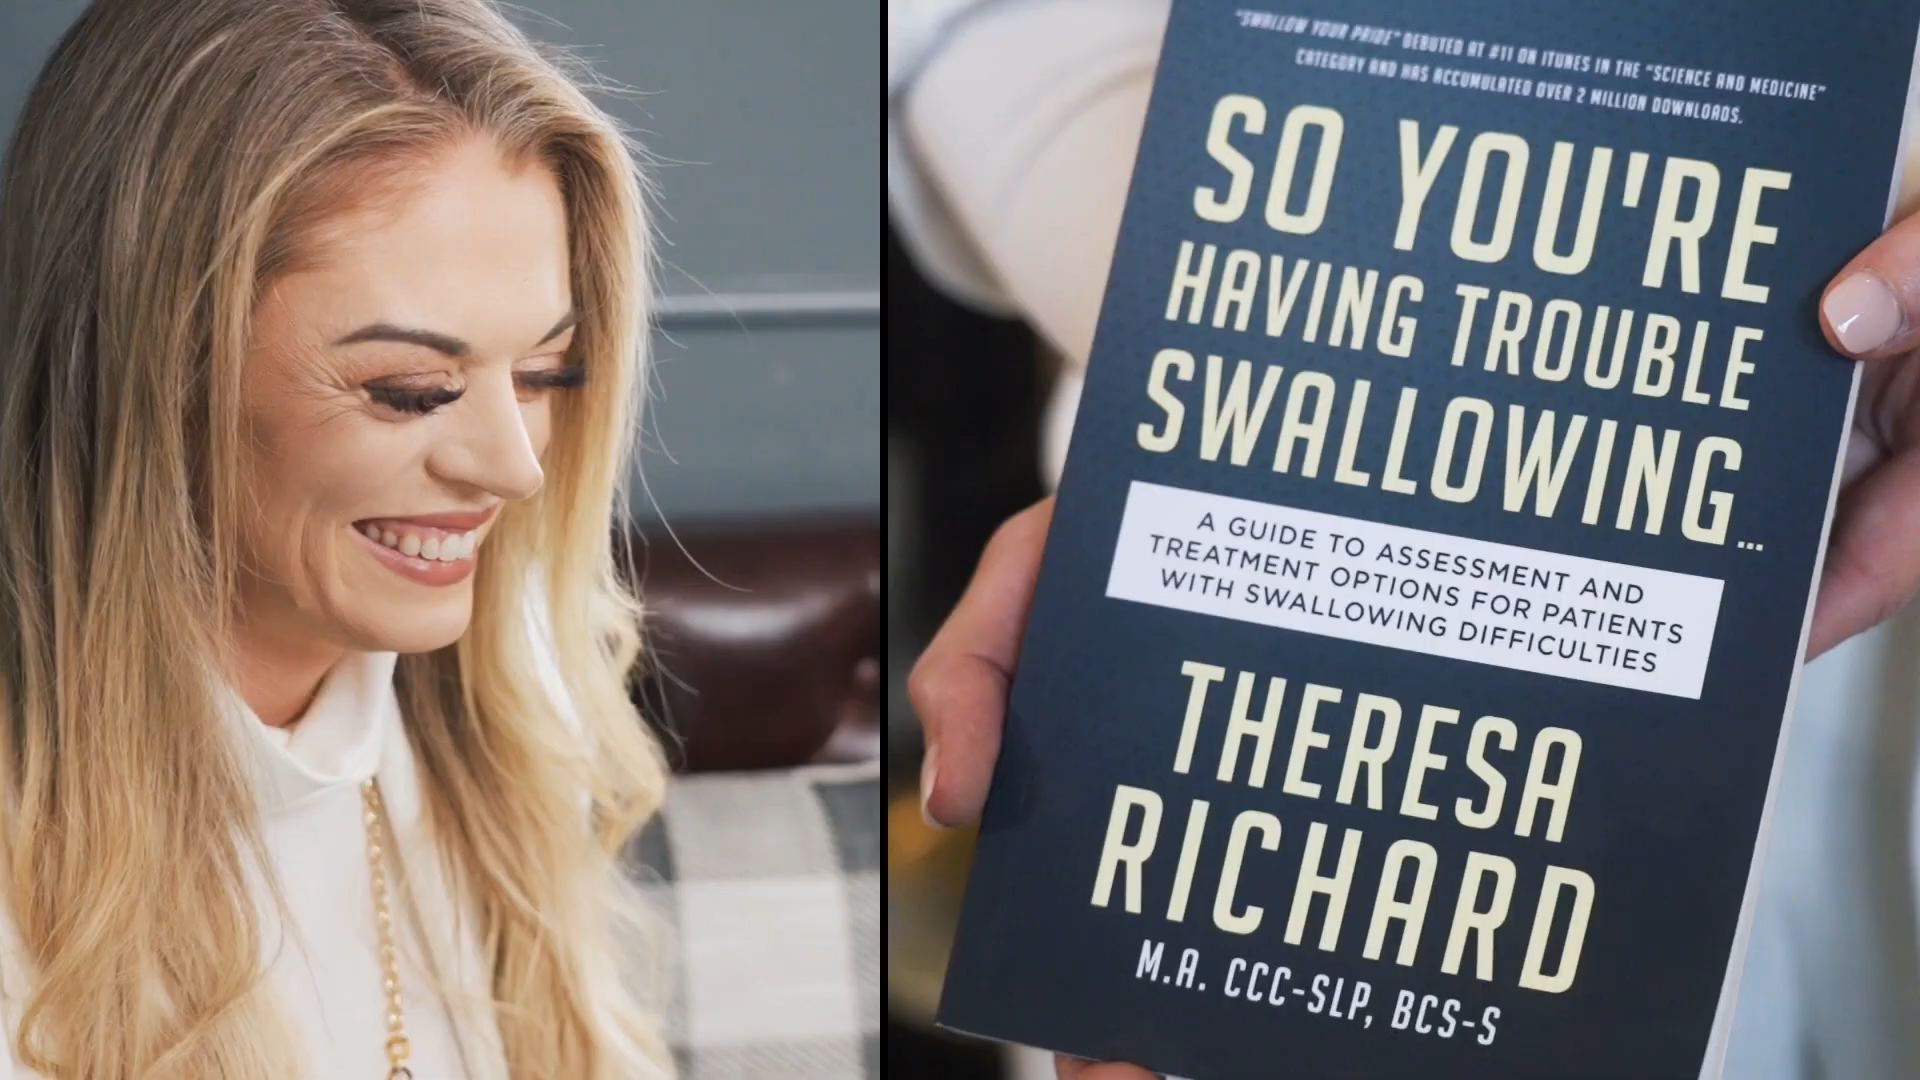 "SWALLOW YOUR PRIDE" DEBUTED AT #11 ON ITUNES IN THE "SCIENCE AND MEDICINE"
CATEGORY AND HAS ACCUMULATED OVER 2 MILLION DOWNLOADS.
SO YOU'RE
HAVING TROUBLE
SWALLOWING...
A GUIDE TO ASSESSMENT AND
TREATMENT OPTIONS FOR PATIENTS
WITH SWALLOWING DIFFICULTIES
THERESA
RICHARD
M.A. CCC-SLP, BCS-S